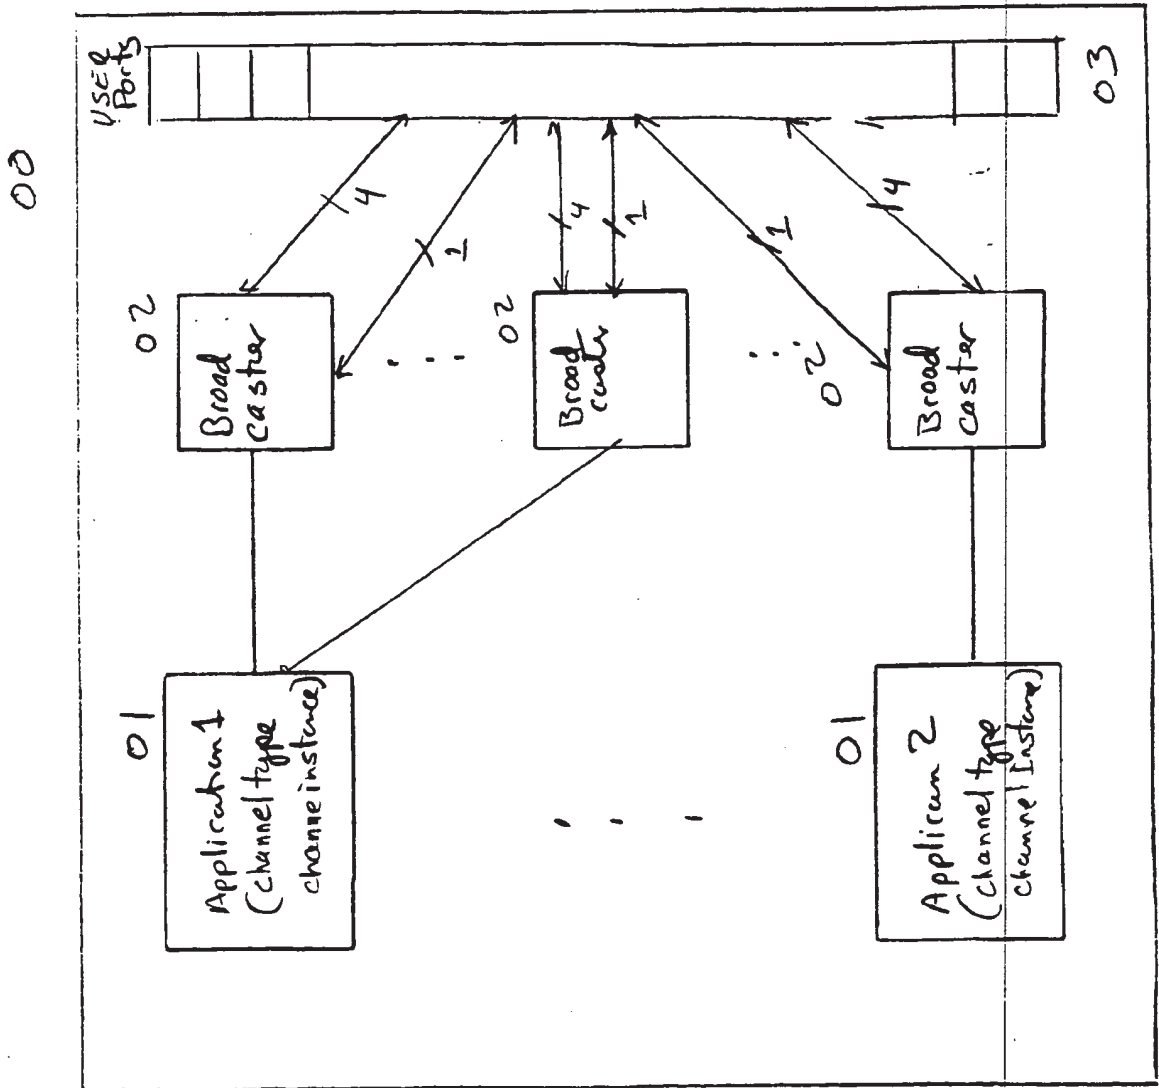 00
USER
Ports
03
4
1
4
1
1
4
02
Broad
caster
02
Broad
caster
02
Broad
caster
01
Application 1
(channel type
channe instance)
01
Application 2
(channel type
channel Instance)